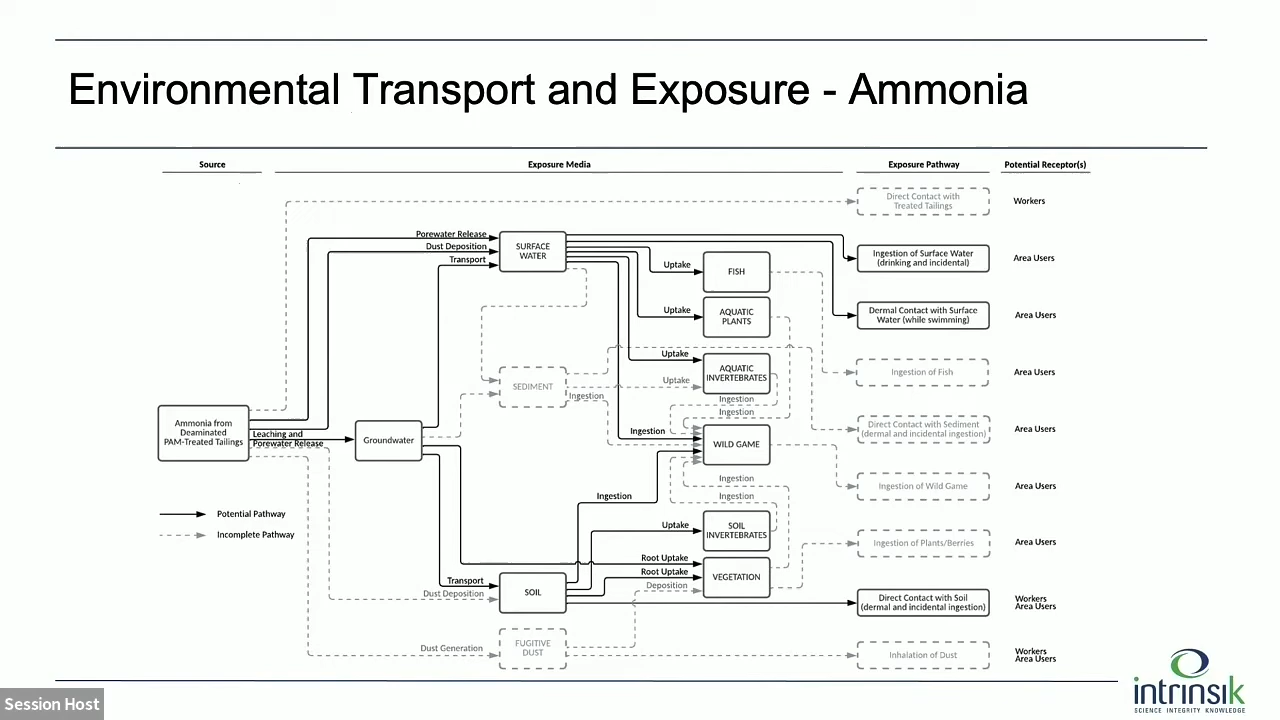 Environmental Transport and Exposure - Ammonia
Source
Exposure Media
Exposure Pathway
Potential Receptor(s)
Direct Contact with
Treated Tailings
Workers
Porewater Release
Dust Deposition
Transport
SURFACE
WATER
Ingestion of Surface Water
(drinking and incidental)
Area Users
Uptake
FISH
Uptake
AQUATIC
PLANTS
Dermal Contact with Surface
Water (while swimming)
Area Users
Uptake
AQUATIC
INVERTEBRATES
SEDIMENT
Uptake
Ingestion
Ingestion of Fish
Area Users
Ingestion
Ingestion
Ammonia from
Deaminated
PAM-Treated Tailings
Leaching and
Porewater Release
Groundwater
Ingestion
WILD GAME
Direct Contact with Sediment
(dermal and incidental ingestion)
Area Users
Ingestion
Ingestion
Ingestion
Ingestion of Wild Game
Area Users
Potential Pathway
Incomplete Pathway
Uptake
SOIL
INVERTEBRATES
Ingestion of Plants/Berries
Area Users
Root Uptake
Root Uptake
Deposition
VEGETATION
Transport
Dust Deposition
SOIL
Direct Contact with Soil
(dermal and incidental ingestion)
Workers
Area Users
Dust Generation
FUGITIVE
DUST
Inhalation of Dust
Workers
Area Users
intrinsik
SCIENCE INTEGRITY KNOWLEDGE
Session Host